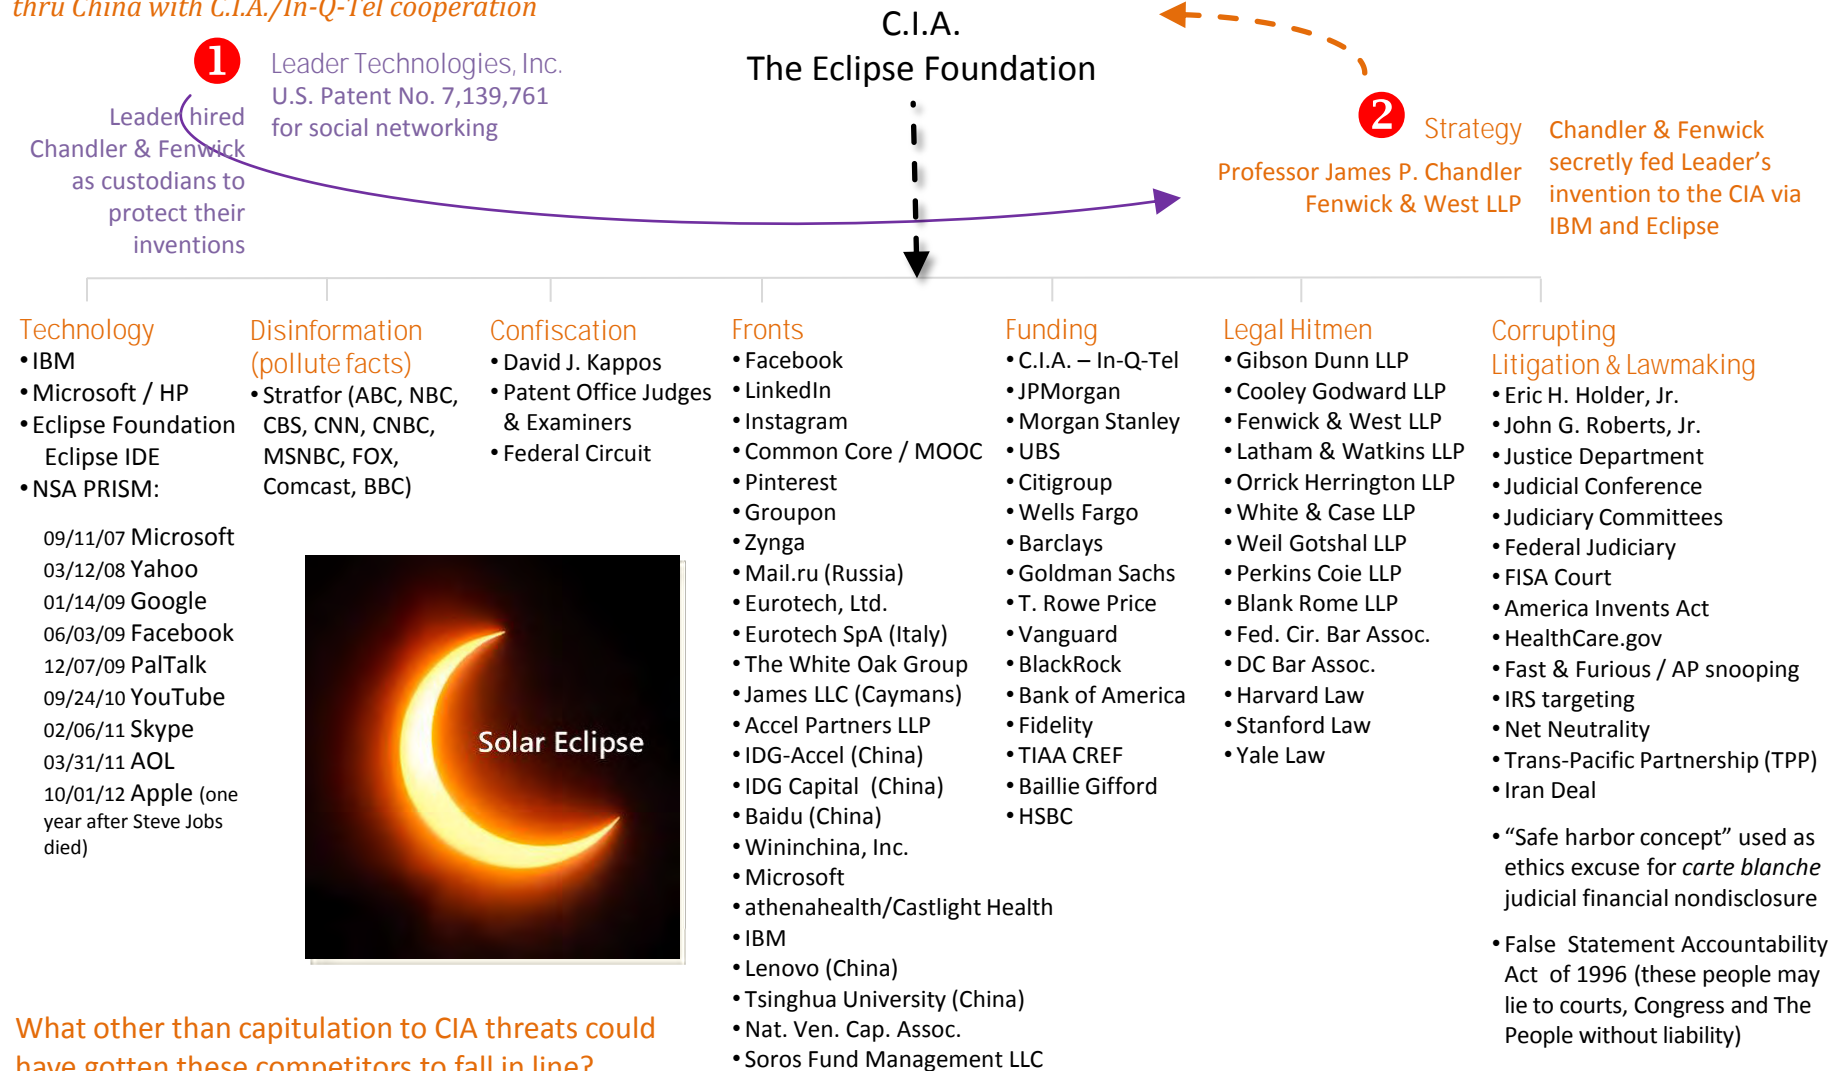 thru China with C.I.A./In-Q-Tel cooperation
C.I.A.
The Eclipse Foundation
1
Leader Technologies, Inc.
U.S. Patent No. 7,139,761
for social networking
Leader hired
Chandler & Fenwick
as custodians to
protect their
inventions
2
Strategy
Professor James P. Chandler
Fenwick & West LLP
Chandler & Fenwick
secretly fed Leader’s
invention to the CIA via
IBM and Eclipse
Technology
• IBM
• Microsoft / HP
• Eclipse Foundation
Eclipse IDE
• NSA PRISM:
09/11/07 Microsoft
03/12/08 Yahoo
01/14/09 Google
06/03/09 Facebook
12/07/09 PalTalk
09/24/10 YouTube
02/06/11 Skype
03/31/11 AOL
10/01/12 Apple (one
year after Steve Jobs
died)
Disinformation
(pollute facts)
• Stratfor (ABC, NBC,
CBS, CNN, CNBC,
MSNBC, FOX,
Comcast, BBC)
Confiscation
• David J. Kappos
• Patent Office Judges
& Examiners
• Federal Circuit
Solar Eclipse
Fronts
• Facebook
• LinkedIn
• Instagram
• Common Core / MOOC
• Pinterest
• Groupon
• Zynga
• Mail.ru (Russia)
• Eurotech, Ltd.
• Eurotech SpA (Italy)
• The White Oak Group
• James LLC (Caymans)
• Accel Partners LLP
• IDG-Accel (China)
• IDG Capital (China)
• Baidu (China)
• Wininchina, Inc.
• Microsoft
• athenahealth/Castlight Health
• IBM
• Lenovo (China)
• Tsinghua University (China)
• Nat. Ven. Cap. Assoc.
• Soros Fund Management LLC
Funding
• C.I.A. – In-Q-Tel
• JPMorgan
• Morgan Stanley
• UBS
• Citigroup
• Wells Fargo
• Barclays
• Goldman Sachs
• T. Rowe Price
• Vanguard
• BlackRock
• Bank of America
• Fidelity
• TIAA CREF
• Baillie Gifford
• HSBC
Legal Hitmen
• Gibson Dunn LLP
• Cooley Godward LLP
• Fenwick & West LLP
• Latham & Watkins LLP
• Orrick Herrington LLP
• White & Case LLP
• Weil Gotshal LLP
• Perkins Coie LLP
• Blank Rome LLP
• Fed. Cir. Bar Assoc.
• DC Bar Assoc.
• Harvard Law
• Stanford Law
• Yale Law
Corrupting
Litigation & Lawmaking
• Eric H. Holder, Jr.
• John G. Roberts, Jr.
• Justice Department
• Judicial Conference
• Judiciary Committees
• Federal Judiciary
• FISA Court
• America Invents Act
• HealthCare.gov
• Fast & Furious / AP snooping
• IRS targeting
• Net Neutrality
• Trans-Pacific Partnership (TPP)
• Iran Deal
• “Safe harbor concept” used as
ethics excuse for carte blanche
judicial financial nondisclosure
• False Statement Accountability
Act of 1996 (these people may
lie to courts, Congress and The
People without liability)
What other than capitulation to CIA threats could
have gotten these competitors to fall in line?